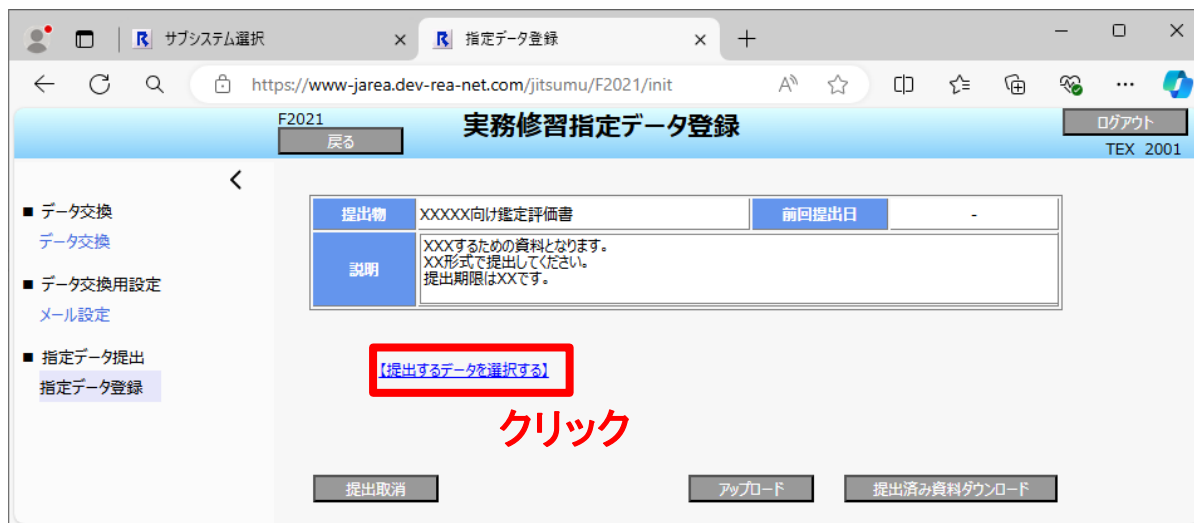 サブシステム選択
指定データ登録
https://www-jarea.dev-rea-net.com/jitsumu/F2021/init
F2021
戻る
実務修習指定データ登録
ログアウト
TEX 2001
■ データ交換
データ交換
■ データ交換用設定
メール設定
■ 指定データ提出
指定データ登録
提出物 XXXXX向け鑑定評価書 前回提出日 -
説明
XXXするための資料となります。
XX形式で提出してください。
提出期限はXXです。
【提出するデータを選択する】
クリック
提出取消 アップロード 提出済み資料ダウンロード